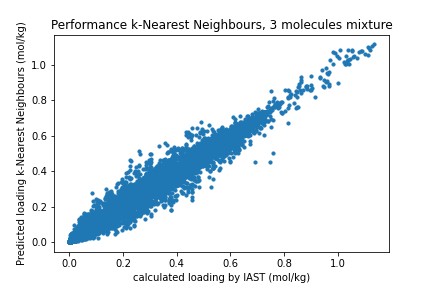 Performance k-Nearest Neighbours, 3 molecules mixture
Predicted loading k-Nearest Neighbours (mol/kg)
1.0
0.8
0.6
0.4
0.2
0.0
0.0 0.2 0.4 0.6 0.8 1.0
calculated loading by IAST (mol/kg)